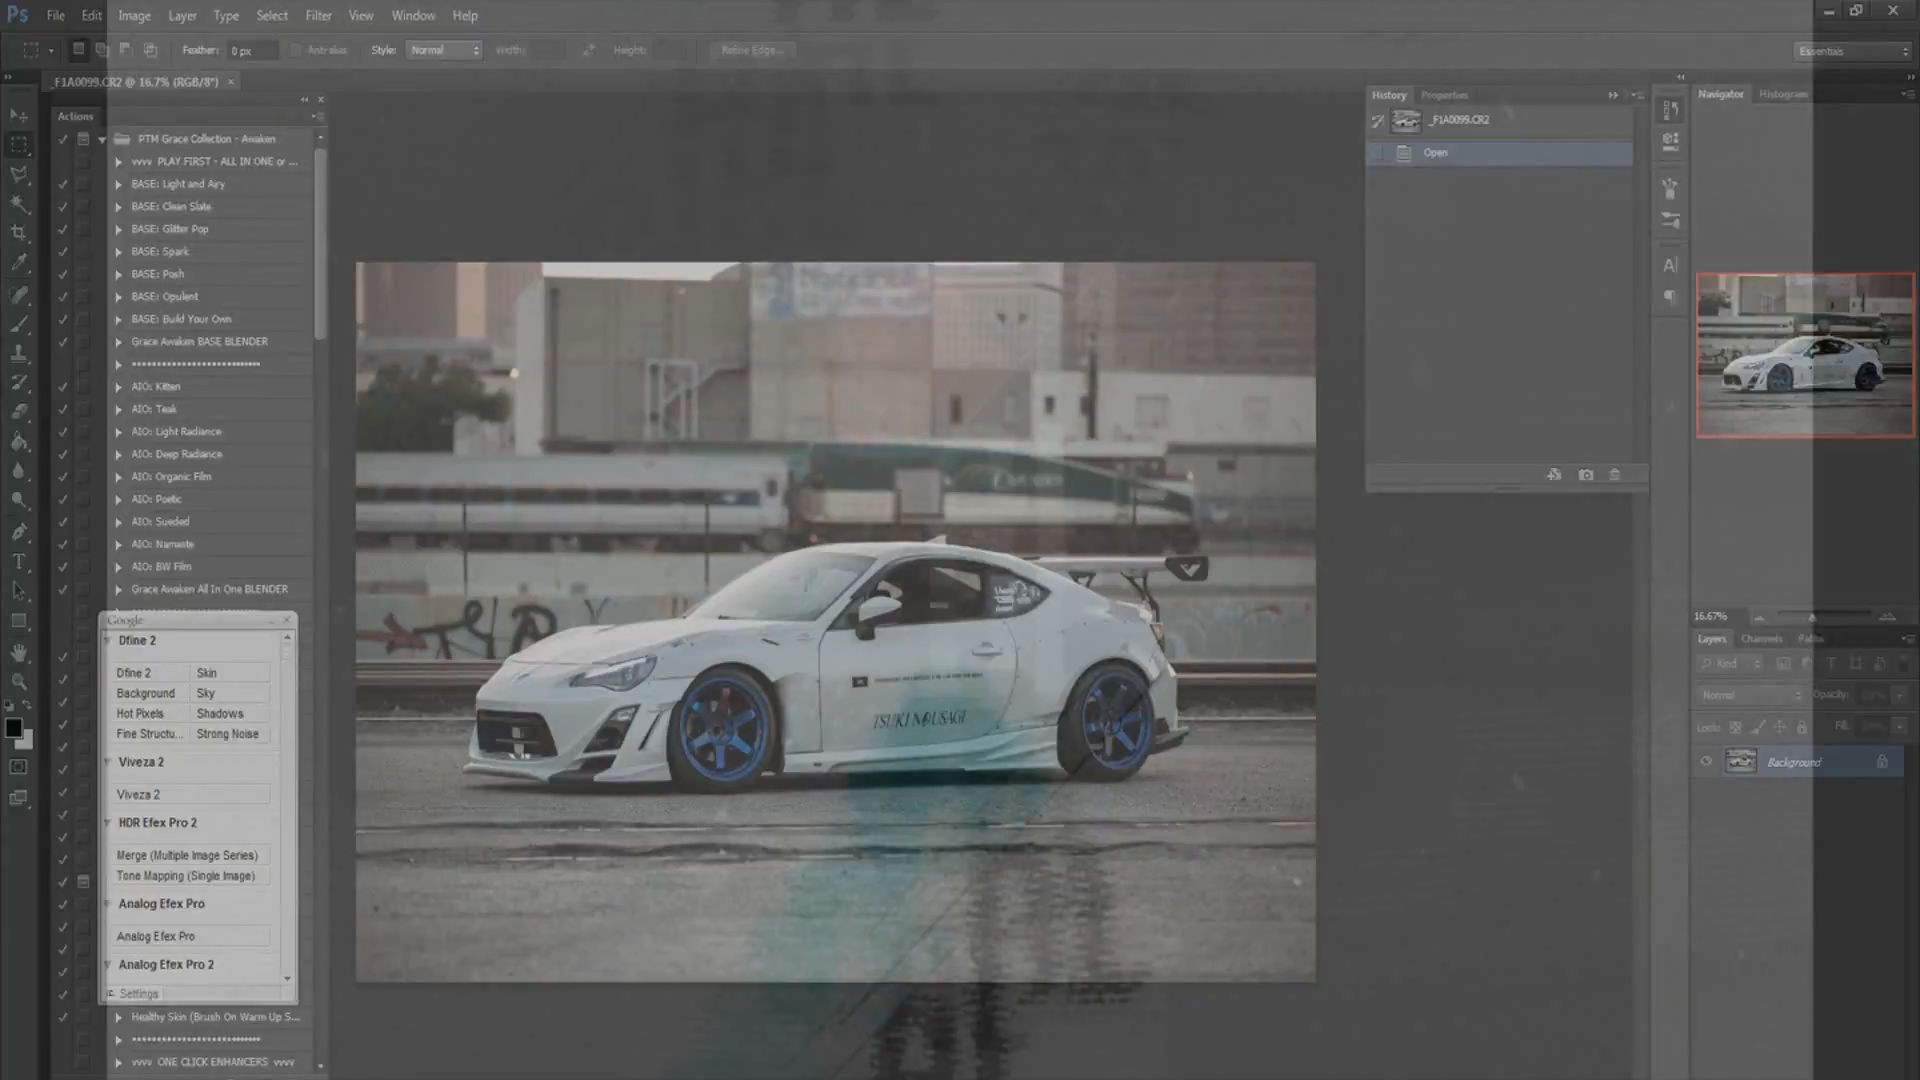 Ps File Edit Image Layer Type Select Filter View Window Help
Feather: 0 px Anti-alias Style: Normal Width: Height: Refine Edge... Essentials
_F1A0099.CR2 @ 16.7% (RGB/8*) ×
Actions
PTM Grace Collection - Awaken
vvvv PLAY FIRST - ALL IN ONE or ...
BASE: Light and Airy
BASE: Clean Slate
BASE: Glitter Pop
BASE: Spark
BASE: Posh
BASE: Opulent
BASE: Build Your Own
Grace Awaken BASE BLENDER
AIO: Kitten
AIO: Teak
AIO: Light Radiance
AIO: Deep Radiance
AIO: Organic Film
AIO: Poetic
AIO: Sueded
AIO: Namaste
AIO: BW Film
Grace Awaken All In One BLENDER
Google
Dfine 2
Dfine 2 Skin
Background Sky
Hot Pixels Shadows
Fine Structu... Strong Noise
Viveza 2
Viveza 2
HDR Efex Pro 2
Merge (Multiple Image Series)
Tone Mapping (Single Image)
Analog Efex Pro
Analog Efex Pro
Analog Efex Pro 2
Settings
Healthy Skin (Brush On Warm Up S...
vvvv ONE CLICK ENHANCERS vvvv
TSUKI NO USAGI
History Properties
_F1A0099.CR2
Open
Navigator Histogram
16.67%
Layers Channels Paths
Kind
Normal Opacity:
Lock: Fill:
Background